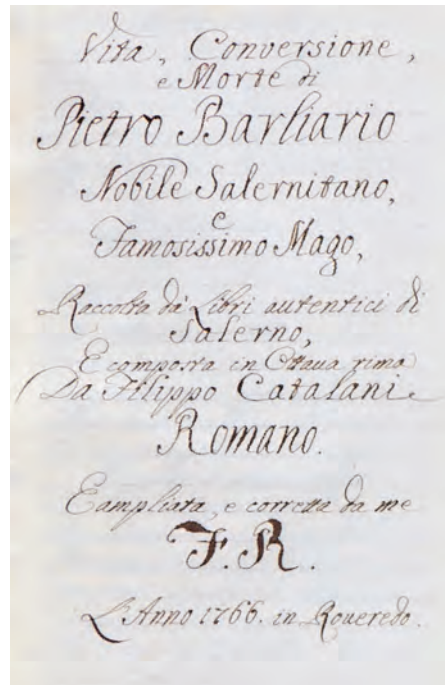 Vita, Conversione,
e Morte di
Pietro Barliario
Nobile Salernitano,
e
Famosissimo Mago,
Raccolta da' Libri autentici di
Salerno,
E composta in Ottava rima
Da Filippo Catalani
Romano.
E ampliata, e corretta da me
F. R.
L'Anno 1766. in Roveredo.